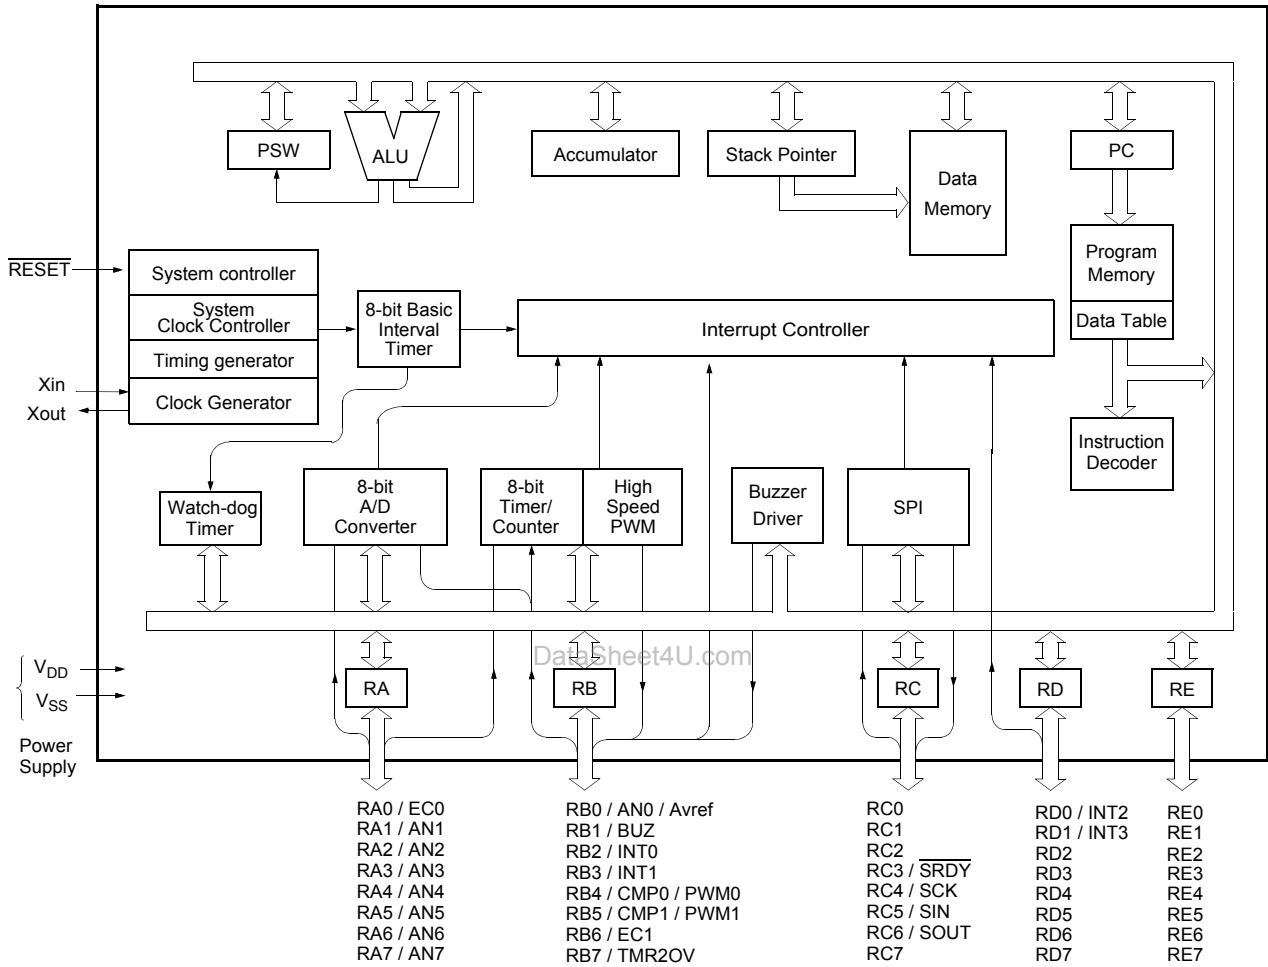 PSW
ALU
Accumulator
Stack Pointer
Data
Memory
PC
RESET
System controller
System
Clock Controller
Timing generator
Clock Generator
Xin
Xout
8-bit Basic
Interval
Timer
Interrupt Controller
Program
Memory
Data Table
Instruction
Decoder
Watch-dog
Timer
8-bit
A/D
Converter
8-bit
Timer/
Counter
High
Speed
PWM
Buzzer
Driver
SPI
DataSheet4U.com
VDD
VSS
Power
Supply
RA
RB
RC
RD
RE
RA0 / EC0
RA1 / AN1
RA2 / AN2
RA3 / AN3
RA4 / AN4
RA5 / AN5
RA6 / AN6
RA7 / AN7
RB0 / AN0 / Avref
RB1 / BUZ
RB2 / INT0
RB3 / INT1
RB4 / CMP0 / PWM0
RB5 / CMP1 / PWM1
RB6 / EC1
RB7 / TMR2OV
RC0
RC1
RC2
RC3 / SRDY
RC4 / SCK
RC5 / SIN
RC6 / SOUT
RC7
RD0 / INT2
RD1 / INT3
RD2
RD3
RD4
RD5
RD6
RD7
RE0
RE1
RE2
RE3
RE4
RE5
RE6
RE7